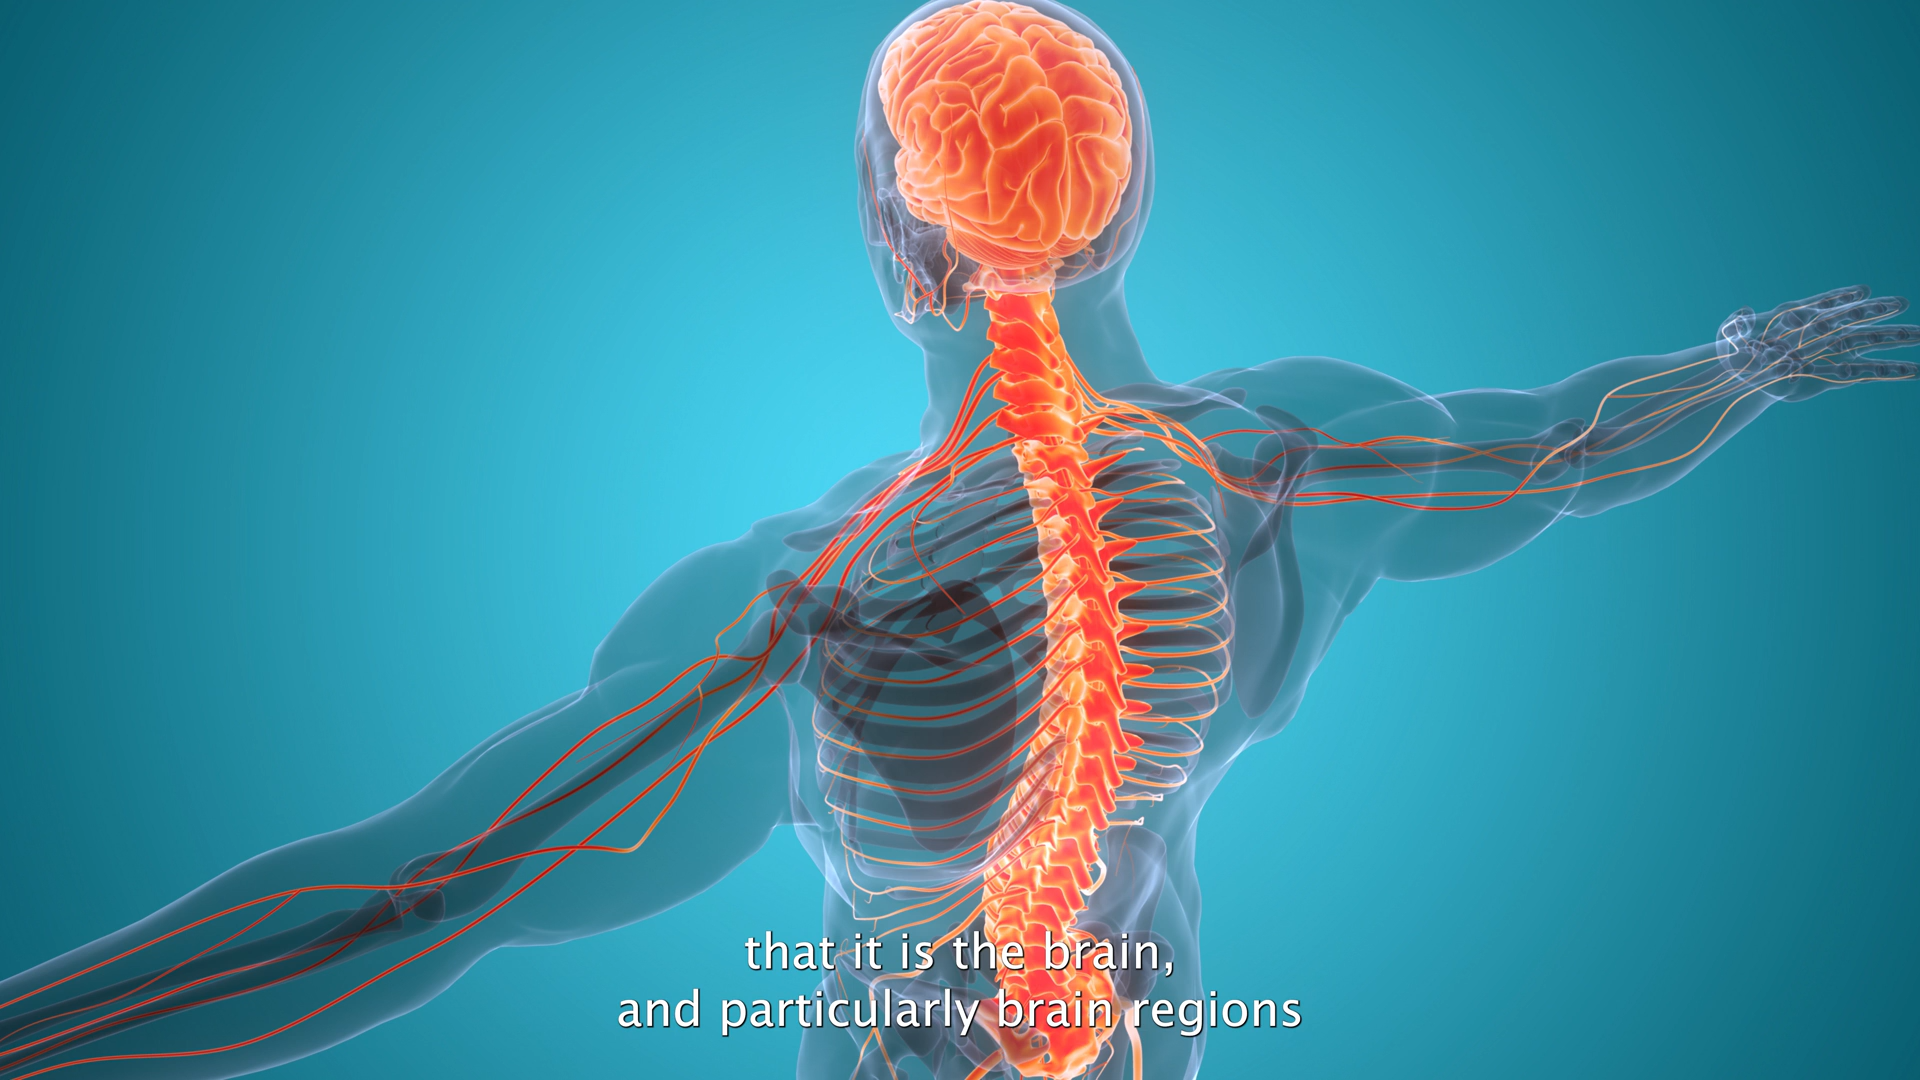 that it is the brain,
and particularly brain regions